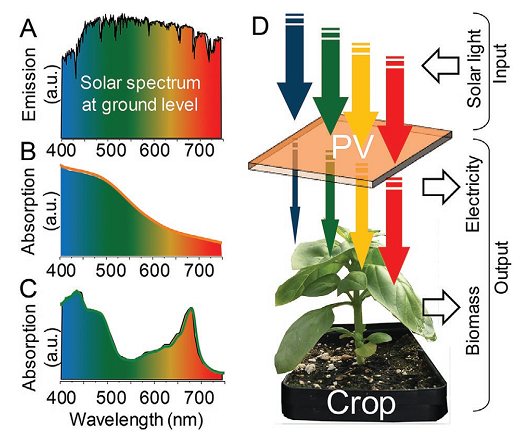 A
Emission
(a.u.)
Solar spectrum
at ground level
400 500 600 700
B
Absorption
(a.u.)
400 500 600 700
C
Absorption
(a.u.)
400 500 600 700
Wavelength (nm)
D
Solar light
Input
PV
Electricity
Biomass
Output
Crop